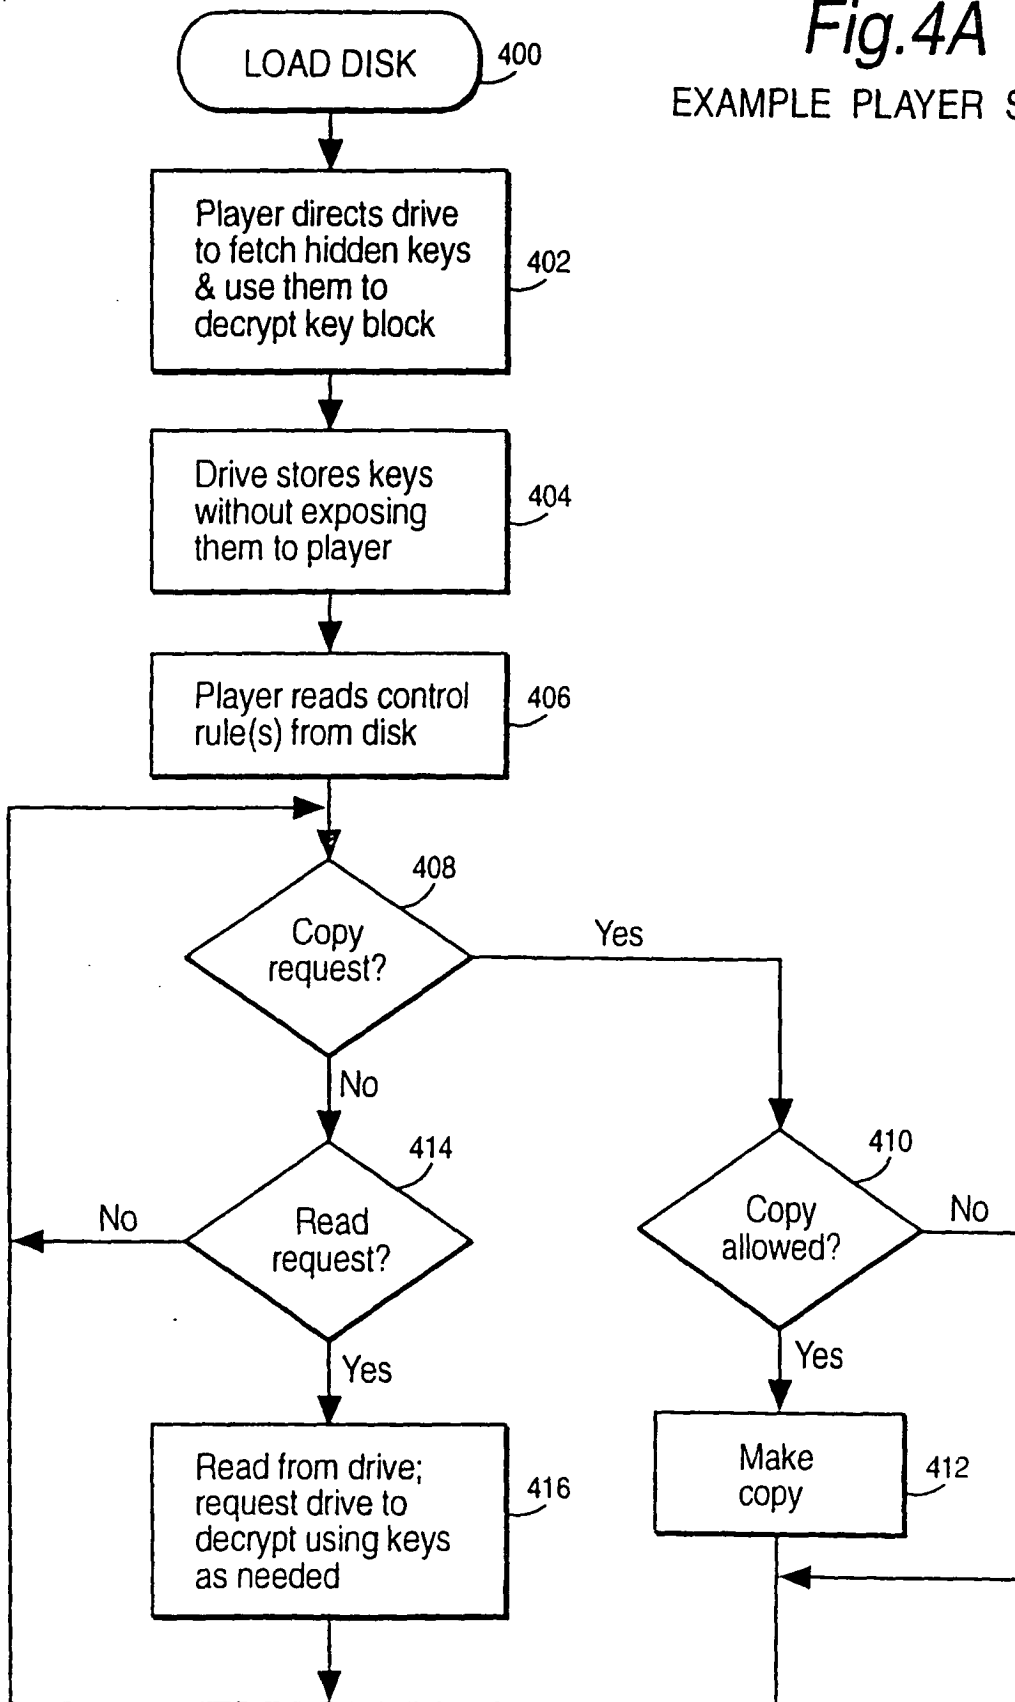 Fig.4A
EXAMPLE PLAYER S
LOAD DISK
400
Player directs drive
to fetch hidden keys
& use them to
decrypt key block
402
Drive stores keys
without exposing
them to player
404
Player reads control
rule(s) from disk
406
408
Copy
request?
Yes
No
414
Read
request?
No
410
Copy
allowed?
No
Yes
Yes
Read from drive;
request drive to
decrypt using keys
as needed
416
Make
copy
412